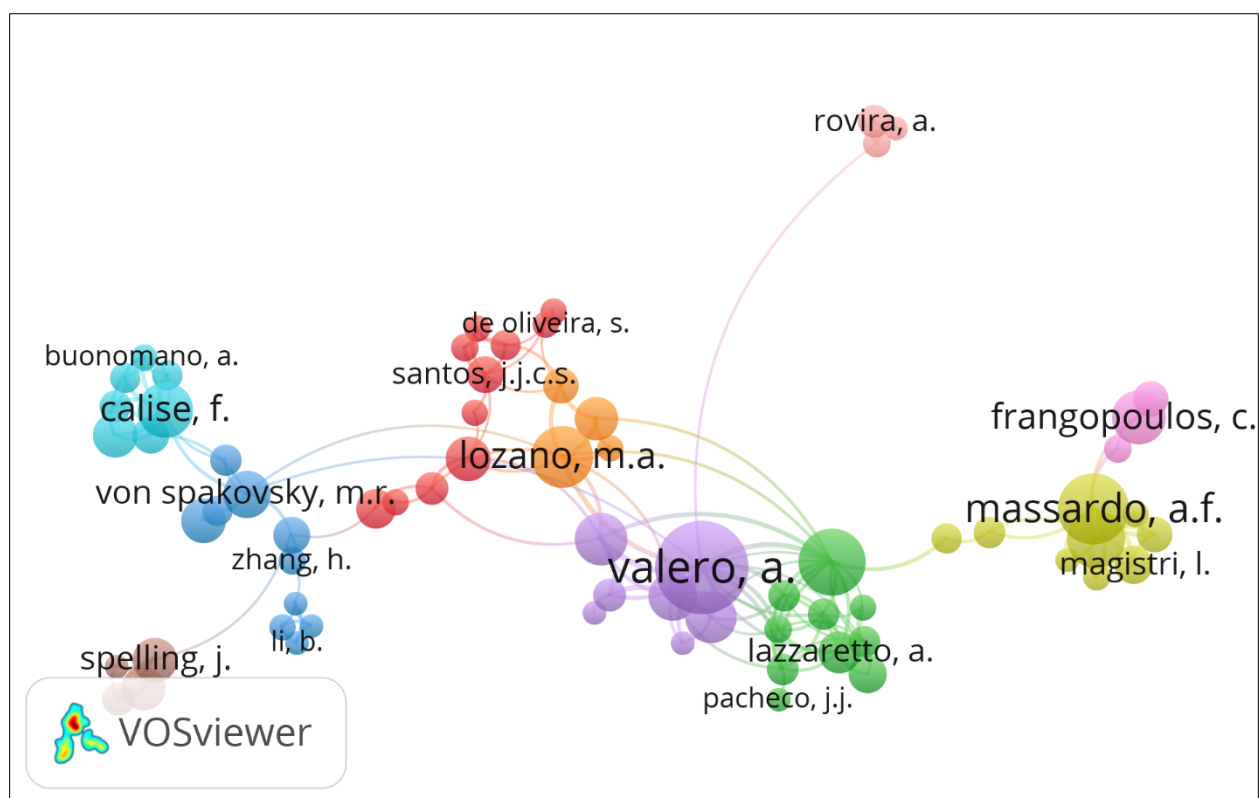 rovira, a.
de oliveira, s.
buonomano, a.
santos, j.j.c.s.
calise, f.
frangopoulos, c.
lozano, m.a.
von spakovsky, m.r.
massardo, a.f.
zhang, h.
valero, a.
magistri, l.
li, b.
spelling, j.
lazzaretto, a.
pacheco, j.j.
VOSviewer